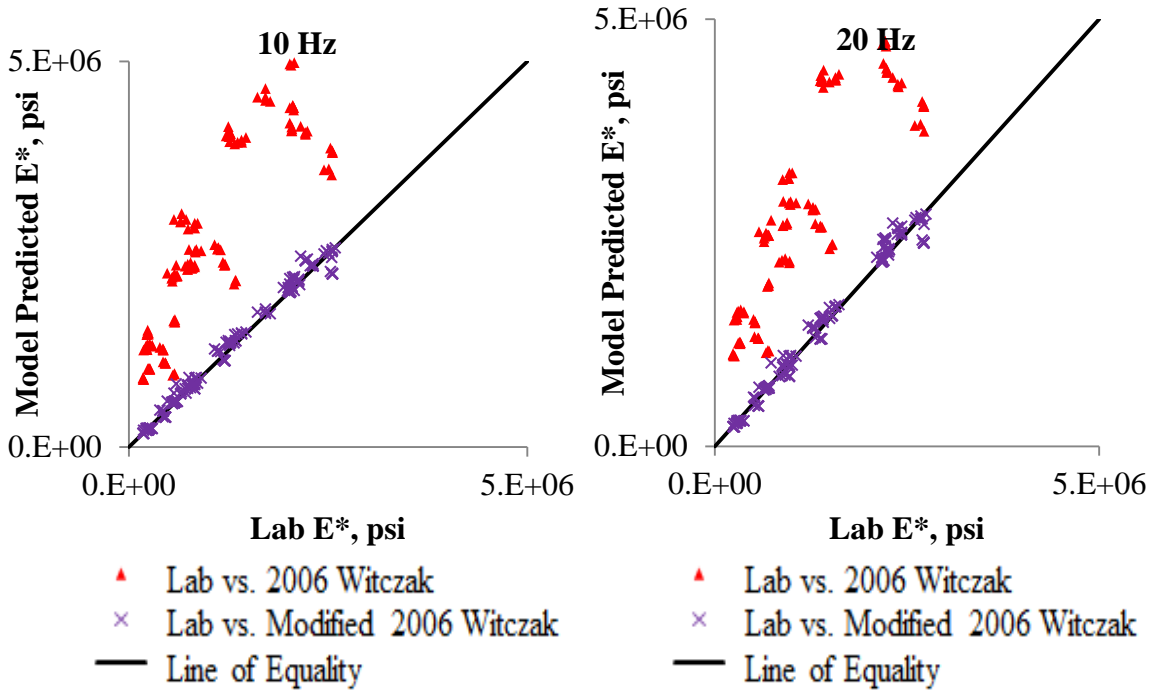 10 Hz
5.E+06
Model Predicted E*, psi
0.E+00
0.E+00 5.E+06
Lab E*, psi
Lab vs. 2006 Witczak
Lab vs. Modified 2006 Witczak
Line of Equality
20 Hz
5.E+06
Model Predicted E*, psi
0.E+00
0.E+00 5.E+06
Lab E*, psi
Lab vs. 2006 Witczak
Lab vs. Modified 2006 Witczak
Line of Equality